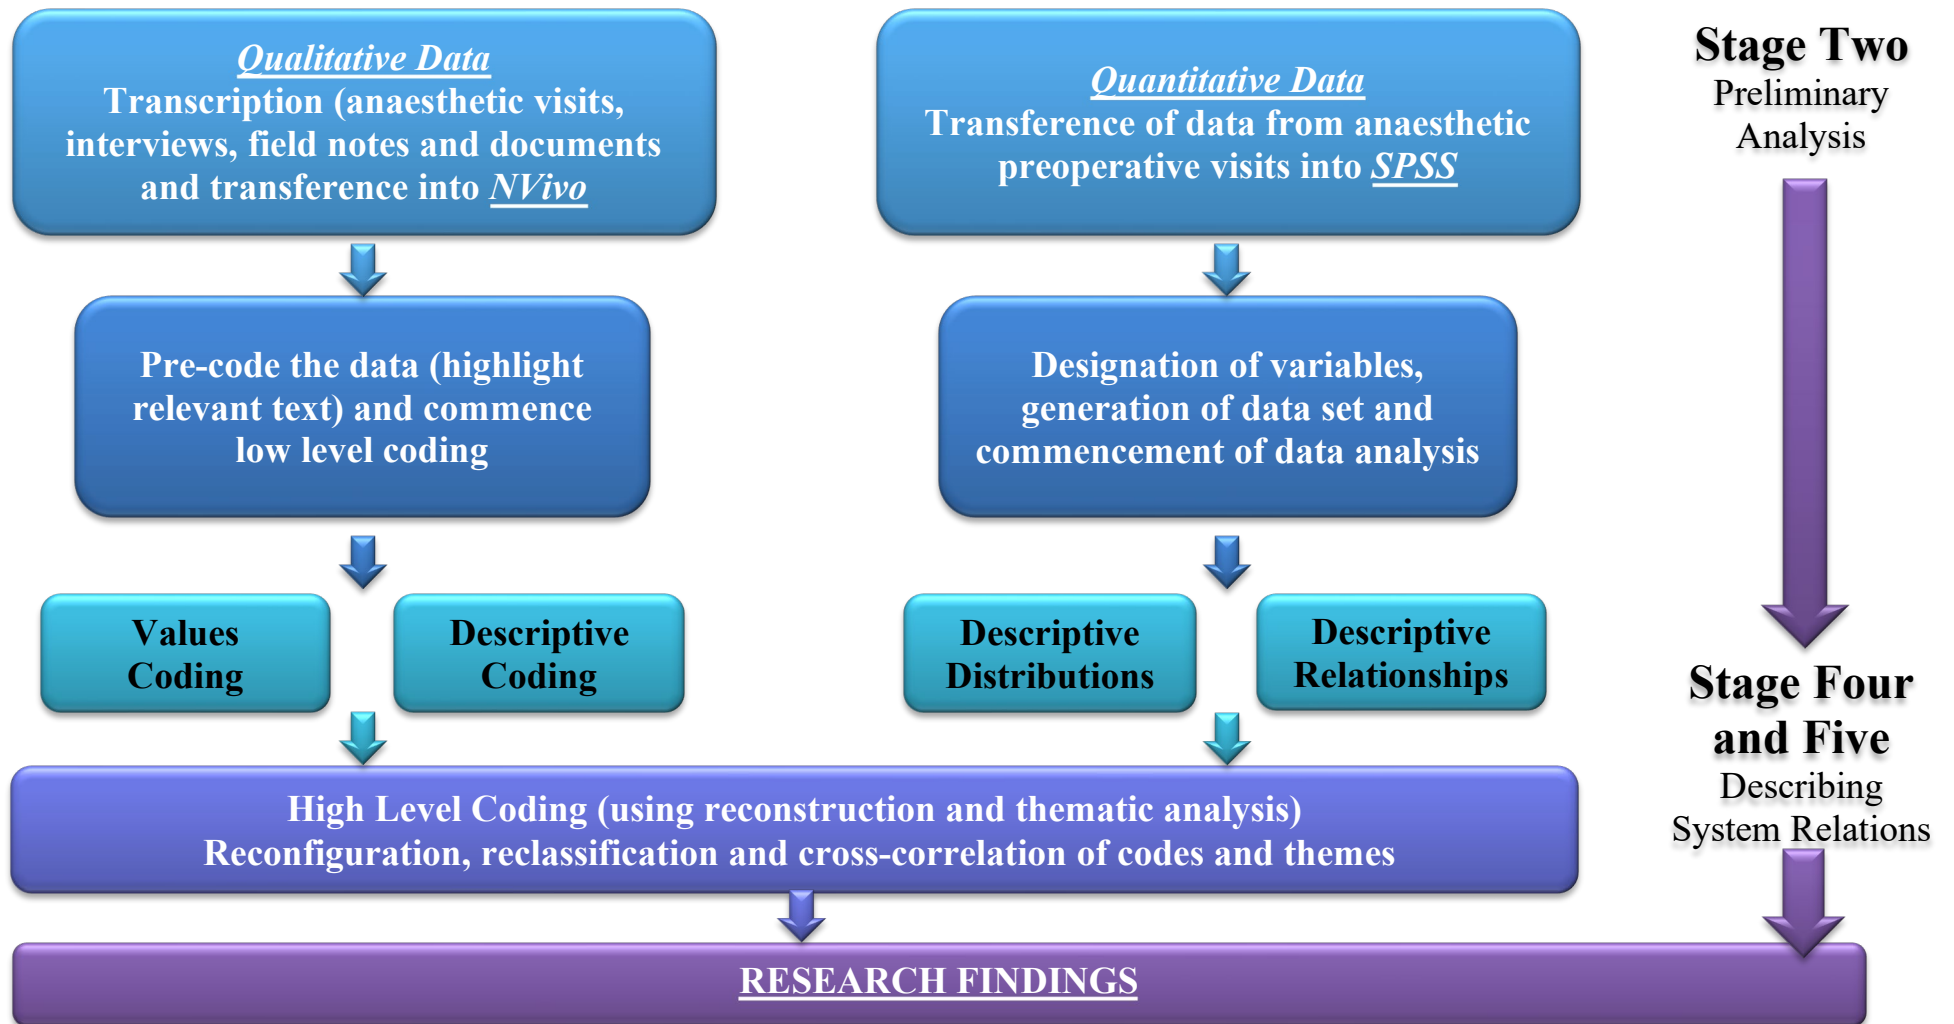 Qualitative Data
Transcription (anaesthetic visits,
interviews, field notes and documents
and transference into NVivo
Quantitative Data
Transference of data from anaesthetic
preoperative visits into SPSS
Stage Two
Preliminary
Analysis
Pre-code the data (highlight
relevant text) and commence
low level coding
Designation of variables,
generation of data set and
commencement of data analysis
Values
Coding
Descriptive
Coding
Descriptive
Distributions
Descriptive
Relationships
Stage Four
and Five
Describing
System Relations
High Level Coding (using reconstruction and thematic analysis)
Reconfiguration, reclassification and cross-correlation of codes and themes
RESEARCH FINDINGS